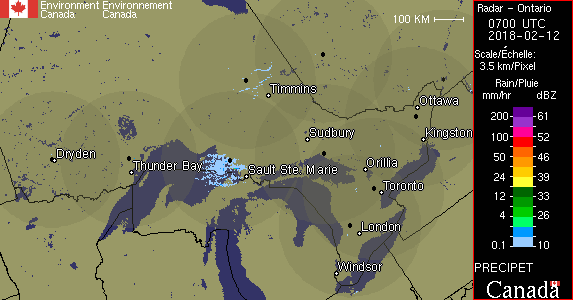 Environment Environnement
Canada Canada
100 KM
Timmins
Ottawa
Sudbury
Kingston
Dryden
Thunder Bay
Sault Ste. Marie
Orillia
Toronto
London
Windsor
Radar - Ontario
0700 UTC
2018-02-12
Scale/Échelle:
3.5 km/Pixel
Rain/Pluie
mm/hr dBZ
200 61
100 52
50 46
24 39
12 33
4 26
0.1 10
PRECIPET
Canada